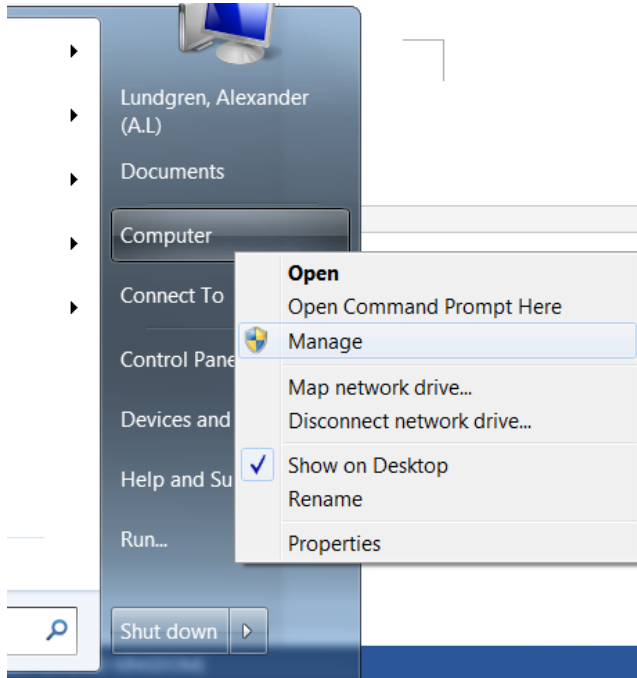 Lundgren, Alexander
(A.L)
Documents
Computer
Connect To
Control Pane
Devices and
Help and Su
Run...
Shut down
Open
Open Command Prompt Here
Manage
Map network drive...
Disconnect network drive...
Show on Desktop
Rename
Properties